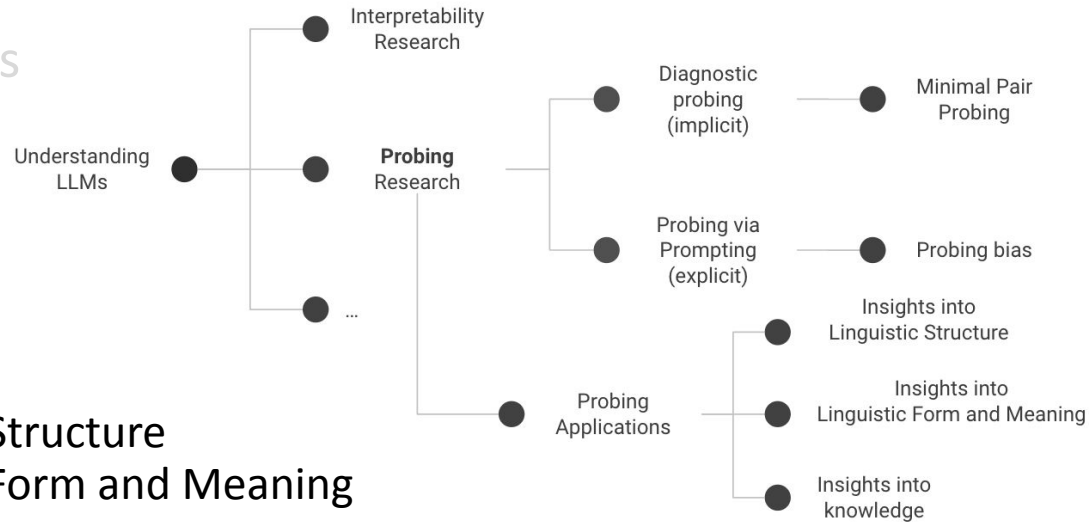 Interpretability
Research
Understanding
LLMs
Probing
Research
...
Diagnostic
probing
(implicit)
Minimal Pair
Probing
Probing via
Prompting
(explicit)
Probing bias
Probing
Applications
Insights into
Linguistic Structure
Insights into
Linguistic Form and Meaning
Insights into
knowledge
Structure
Form and Meaning